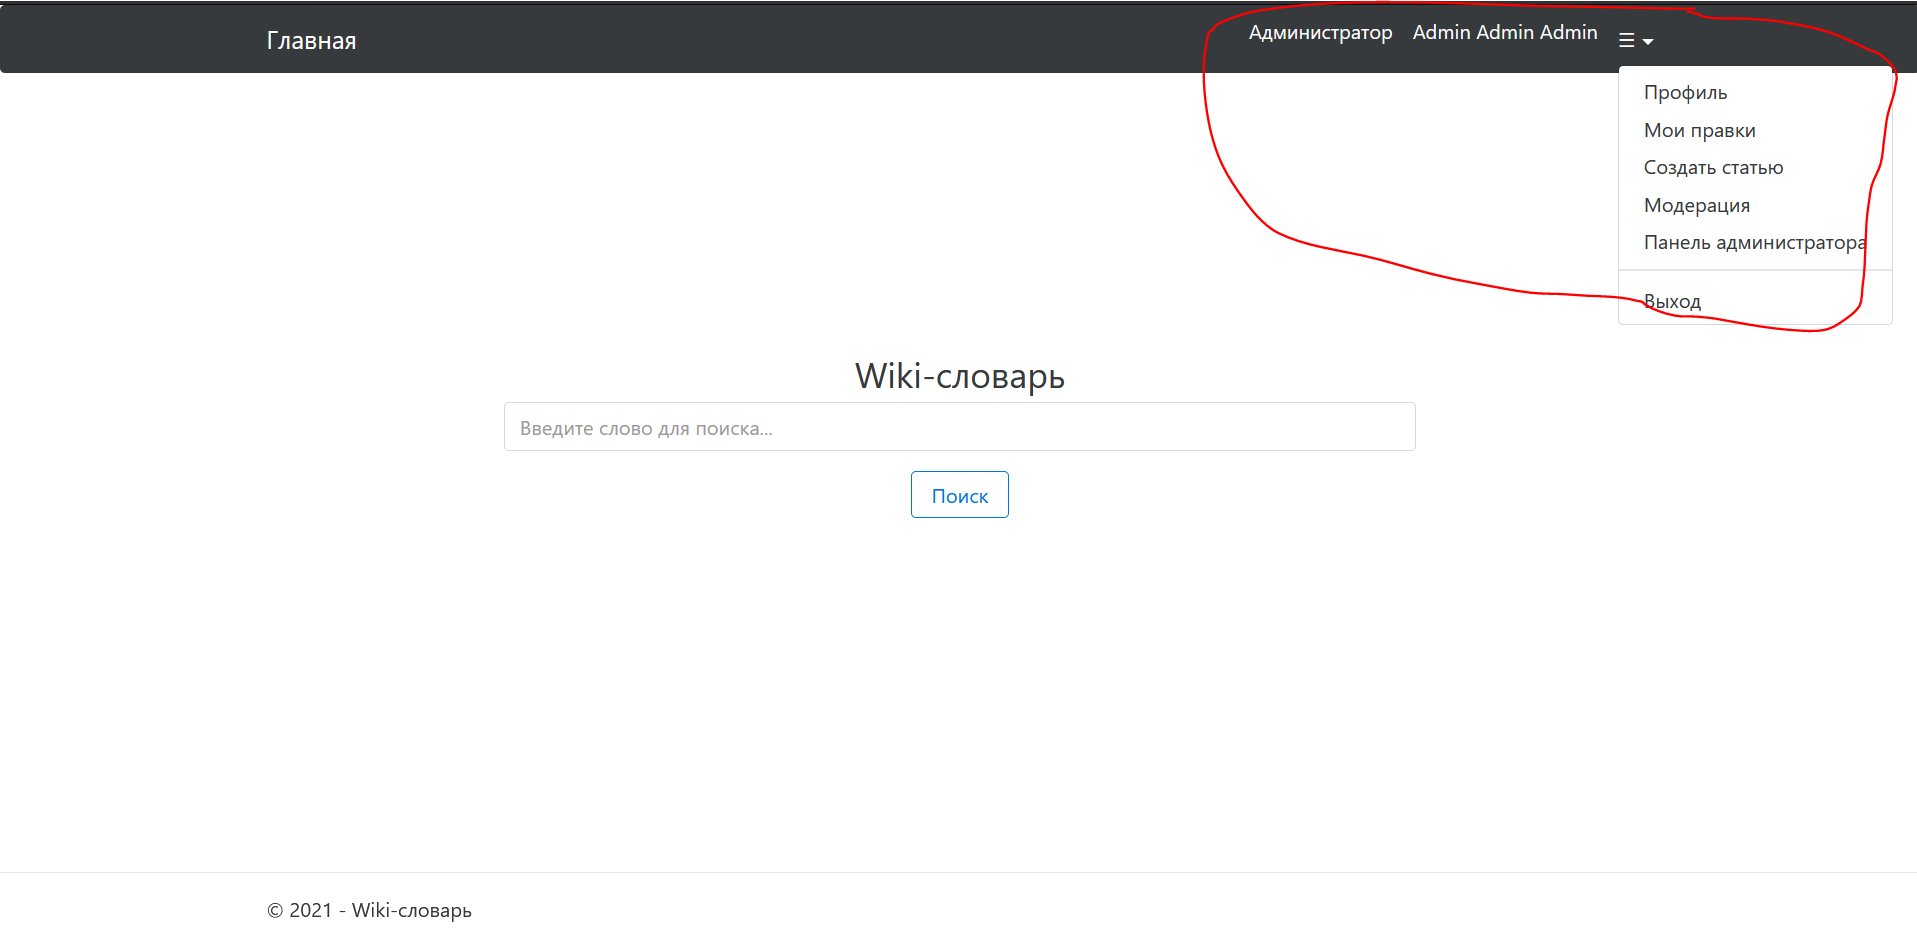 Главная
Администратор Admin Admin Admin
Профиль
Мои правки
Создать статью
Модерация
Панель администратора
Выход
Wiki-словарь
Введите слово для поиска...
Поиск
© 2021 - Wiki-словарь